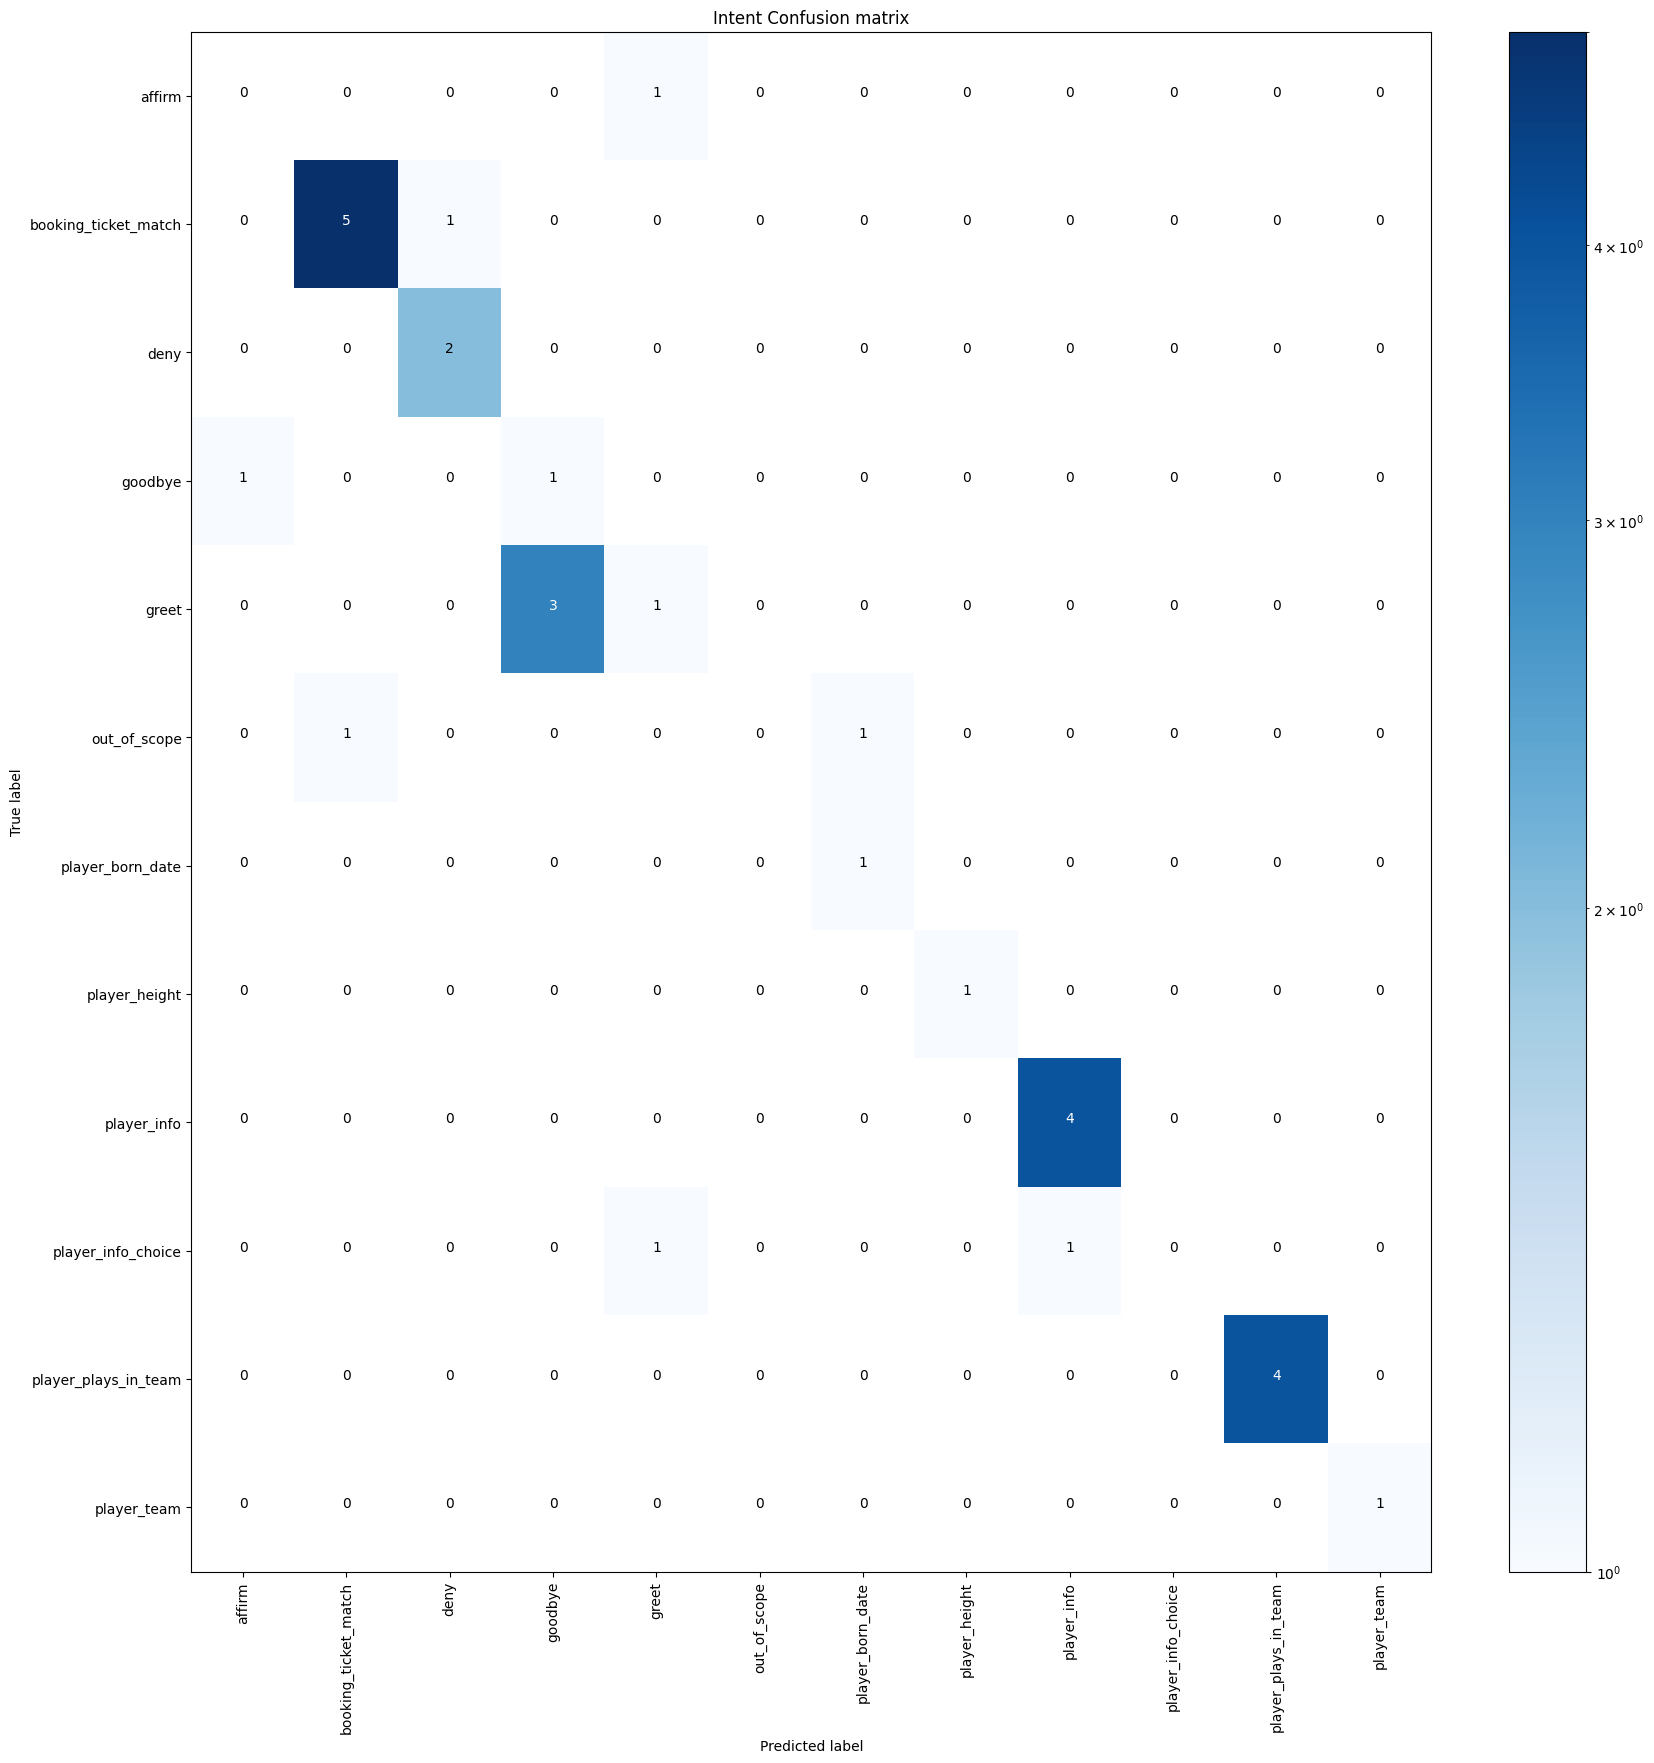 Intent Confusion matrix
True label
affirm 0 0 0 0 1 0 0 0 0 0 0 0
booking_ticket_match 0 5 1 0 0 0 0 0 0 0 0 0
deny 0 0 2 0 0 0 0 0 0 0 0 0
goodbye 1 0 0 1 0 0 0 0 0 0 0 0
greet 0 0 0 3 1 0 0 0 0 0 0 0
out_of_scope 0 1 0 0 0 0 1 0 0 0 0 0
player_born_date 0 0 0 0 0 0 1 0 0 0 0 0
player_height 0 0 0 0 0 0 0 1 0 0 0 0
player_info 0 0 0 0 0 0 0 0 4 0 0 0
player_info_choice 0 0 0 0 1 0 0 0 1 0 0 0
player_plays_in_team 0 0 0 0 0 0 0 0 0 0 4 0
player_team 0 0 0 0 0 0 0 0 0 0 0 1
affirm
booking_ticket_match
deny
goodbye
greet
out_of_scope
player_born_date
player_height
player_info
player_info_choice
player_plays_in_team
player_team
Predicted label
4 × 10⁰
3 × 10⁰
2 × 10⁰
10⁰